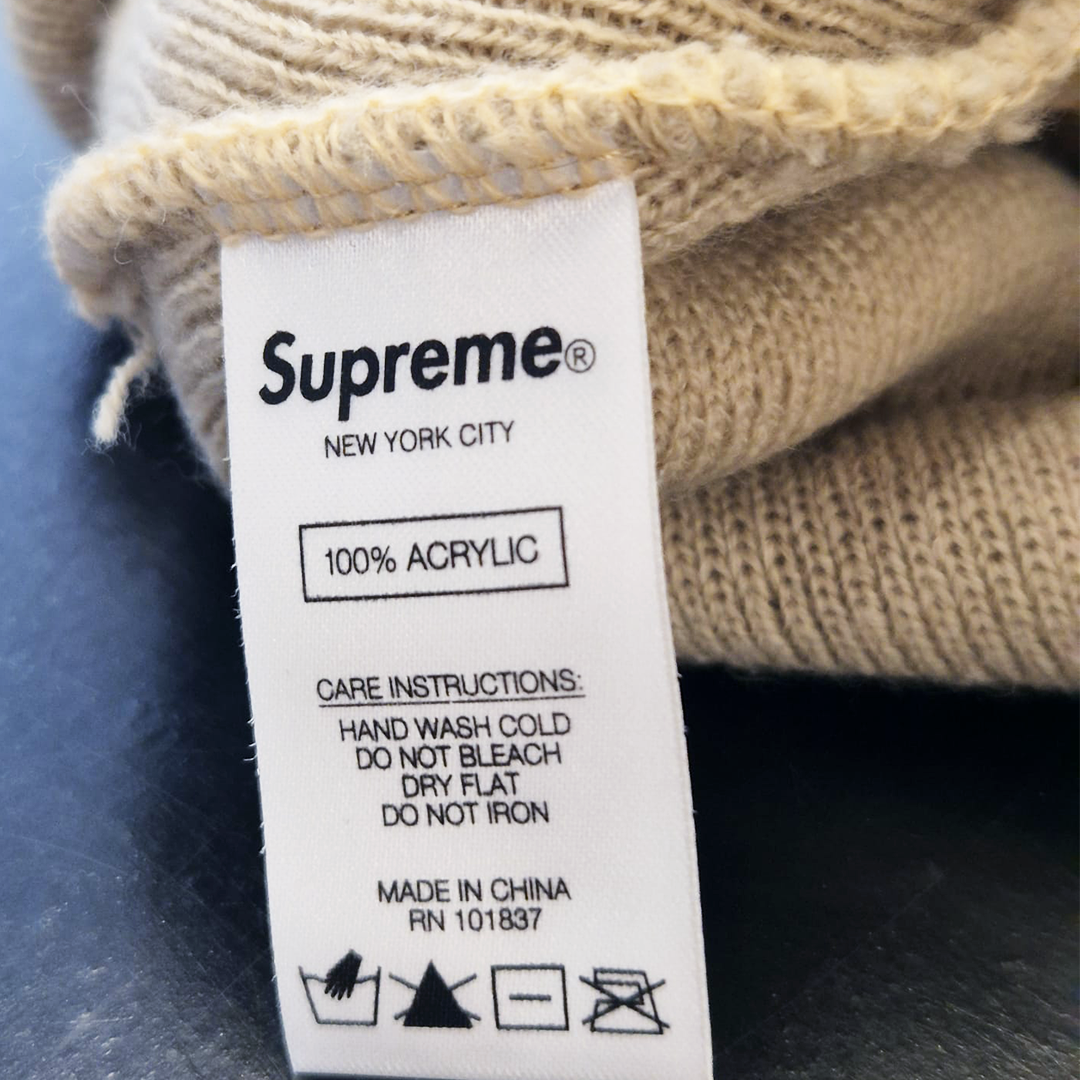 Supreme®
NEW YORK CITY
100% ACRYLIC
CARE INSTRUCTIONS:
HAND WASH COLD
DO NOT BLEACH
DRY FLAT
DO NOT IRON
MADE IN CHINA
RN 101837